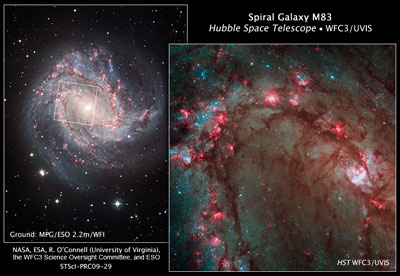 Spiral Galaxy M83
Hubble Space Telescope • WFC3/UVIS
Ground: MPG/ESO 2.2m/WFI
NASA, ESA, R. O'Connell (University of Virginia),
the WFC3 Science Oversight Committee, and ESO
STScI-PRC09-29
HST WFC3/UVIS